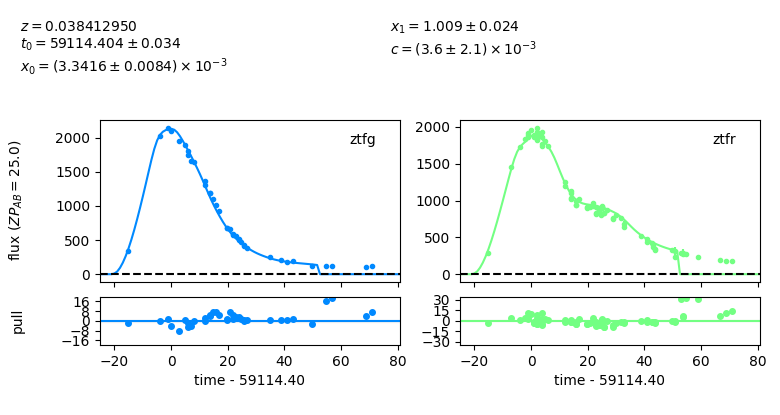 z = 0.038412950
t₀ = 59114.404 ± 0.034
x₀ = (3.3416 ± 0.0084) × 10⁻³
x₁ = 1.009 ± 0.024
c = (3.6 ± 2.1) × 10⁻³
flux (ZP_AB = 25.0)
2000
1500
1000
500
0
ztfg
2000
1500
1000
500
0
ztfr
pull
16
8
0
−8
−16
30
15
0
−15
−30
−20 0 20 40 60 80
−20 0 20 40 60 80
time - 59114.40
time - 59114.40